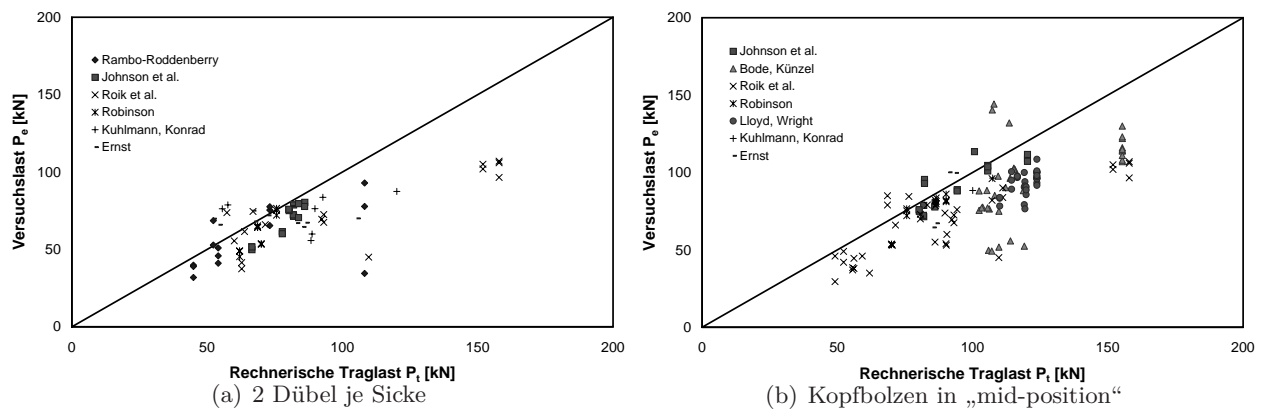 200
150
100
50
0
0
50
100
150
200
Versuchslast Pe [kN]
Rechnerische Traglast Pt [kN]
Rambo-Roddenberry
Johnson et al.
Roik et al.
Robinson
Kuhlmann, Konrad
Ernst
(a) 2 Dübel je Sicke
200
150
100
50
0
0
50
100
150
200
Versuchslast Pe [kN]
Rechnerische Traglast Pt [kN]
Johnson et al.
Bode, Künzel
Roik et al.
Robinson
Lloyd, Wright
Kuhlmann, Konrad
Ernst
(b) Kopfbolzen in „mid-position“